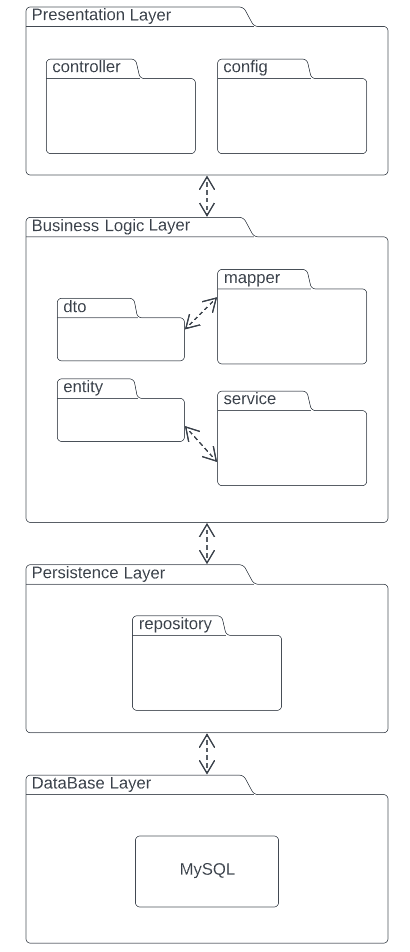 Presentation Layer
controller
config
Business Logic Layer
mapper
dto
entity
service
Persistence Layer
repository
DataBase Layer
MySQL